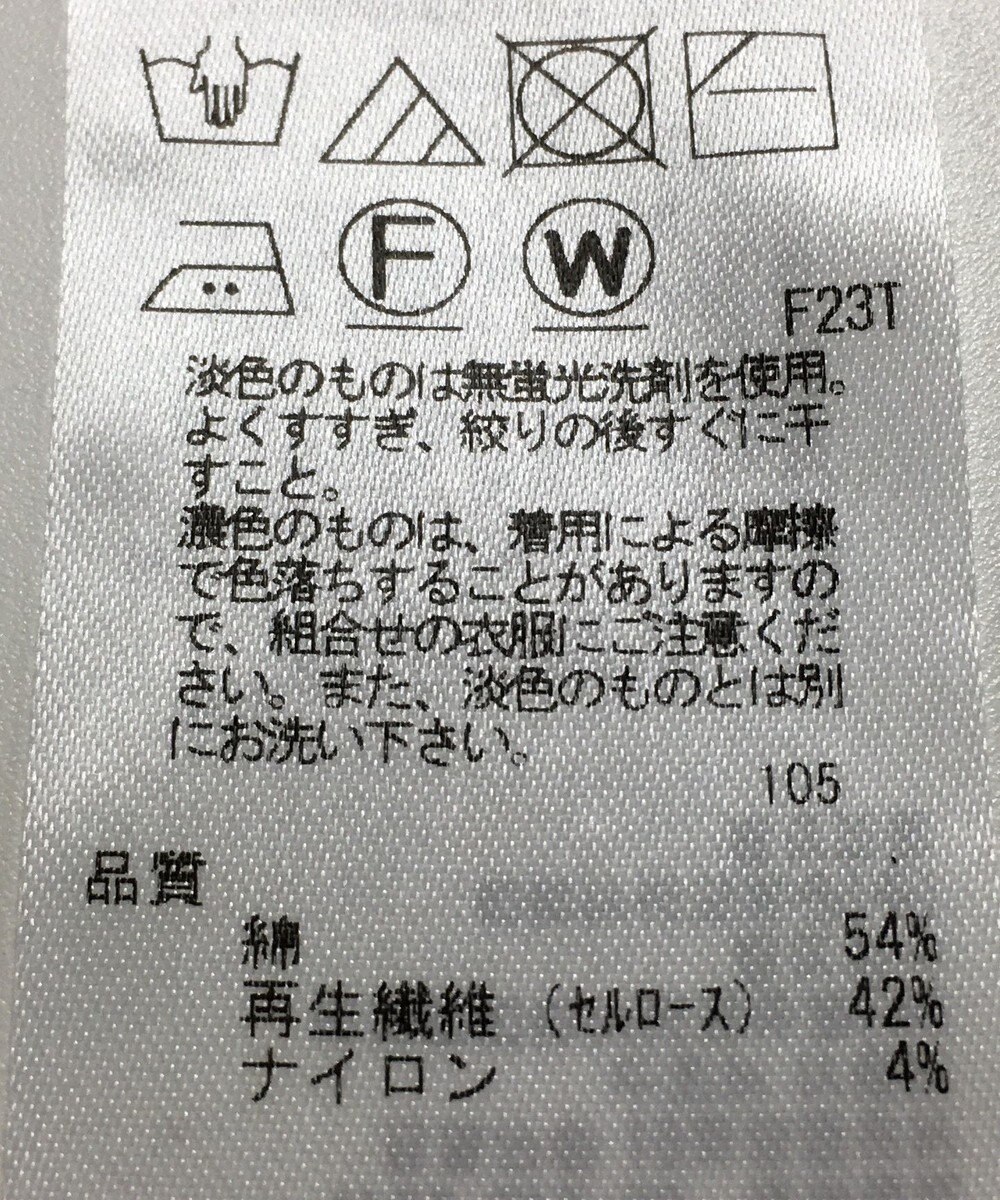 F W
F23T
淡色のものは無蛍光洗剤を使用。
よくすすぎ、絞りの後すぐに干
すこと。
濃色のものは、着用による摩擦
で色落ちすることがありますの
で、組合せの衣服にご注意くだ
さい。また、淡色のものとは別
にお洗い下さい。
105
品質
綿 54%
再生繊維 (セルロース) 42%
ナイロン 4%